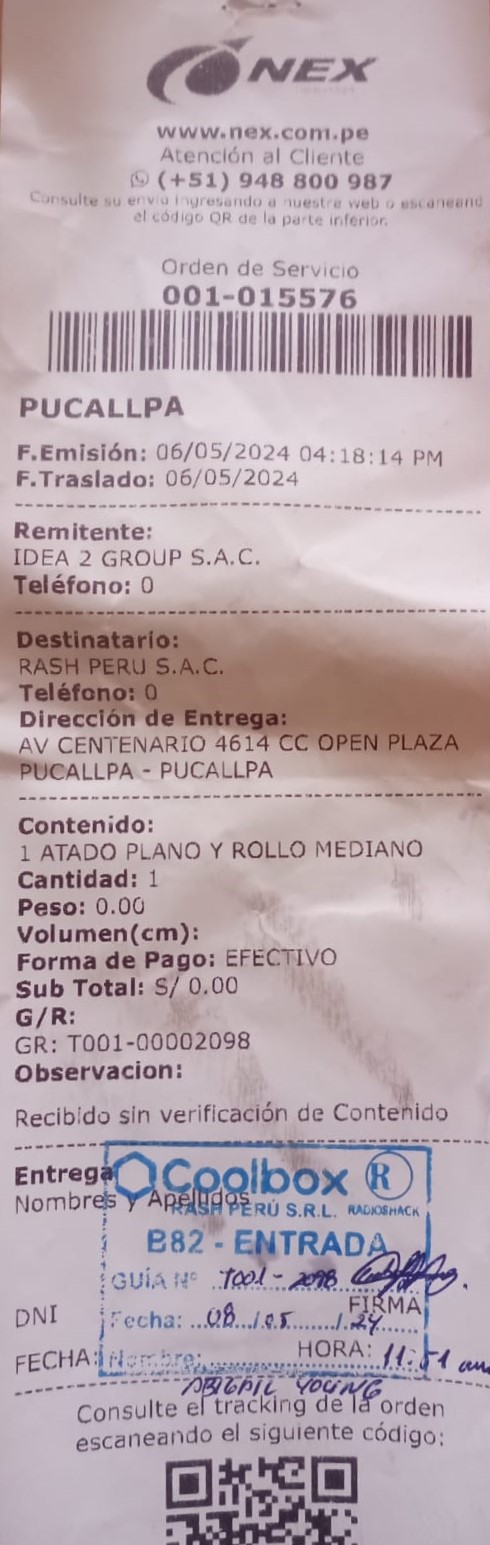 NEX
www.nex.com.pe
Atención al Cliente
(+51) 948 800 987
Consulte su envio ingresando a nuestra web o escaneand
el código QR de la parte inferior.
Orden de Servicio
001-015576
PUCALLPA
F.Emisión: 06/05/2024 04:18:14 PM
F.Traslado: 06/05/2024
Remitente:
IDEA 2 GROUP S.A.C.
Teléfono: 0
Destinatario:
RASH PERU S.A.C.
Teléfono: 0
Dirección de Entrega:
AV CENTENARIO 4614 CC OPEN PLAZA
PUCALLPA - PUCALLPA
Contenido:
1 ATADO PLANO Y ROLLO MEDIANO
Cantidad: 1
Peso: 0.00
Volumen(cm):
Forma de Pago: EFECTIVO
Sub Total: S/ 0.00
G/R:
GR: T001-00002098
Observacion:
Recibido sin verificación de Contenido
Entrega
Coolbox R
Nombres y Apellidos
RASH PERÚ S.R.L. RADIOSHACK
B82 - ENTRADA
GUÍA Nº T001 - 2098
FIRMA
DNI
Fecha: 08/05/24
FECHA:
Nombre:
HORA: 11:51 am
ABIGAIL YOUNG
Consulte el tracking de la orden
escaneando el siguiente código: